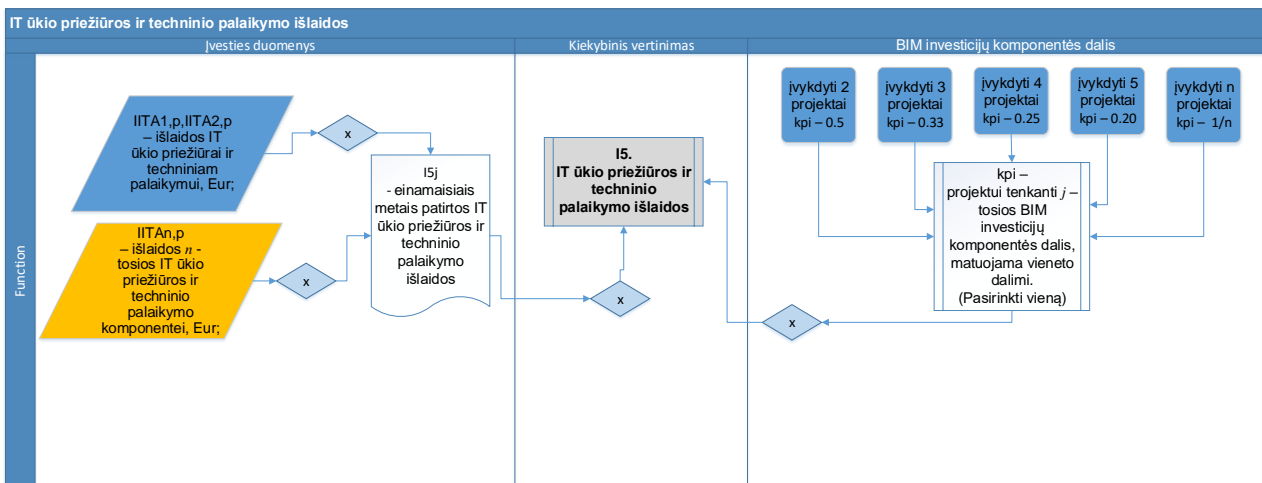 IT ūkio priežiūros ir techninio palaikymo išlaidos
Įvesties duomenys
Kiekybinis vertinimas
BIM investicijų komponentės dalis
Function
IITA1,p,IITA2,p
– išlaidos IT
ūkio priežiūrai ir
techniniam
palaikymui, Eur;
x
IITAn,p
– išlaidos n -
tosios IT ūkio
priežiūros ir
techninio
palaikymo
komponentei, Eur;
x
I5j
- einamaisiais
metais patirtos IT
ūkio priežiūros ir
techninio
palaikymo
išlaidos
I5.
IT ūkio priežiūros ir
techninio
palaikymo išlaidos
x
įvykdyti 2
projektai
kpi – 0.5
įvykdyti 3
projektai
kpi – 0.33
įvykdyti 4
projektai
kpi – 0.25
įvykdyti 5
projektai
kpi – 0.20
įvykdyti n
projektai
kpi – 1/n
kpi –
projektui tenkanti j –
tosios BIM
investicijų
komponentės dalis,
matuojama vieneto
dalimi.
(Pasirinkti vieną)
x